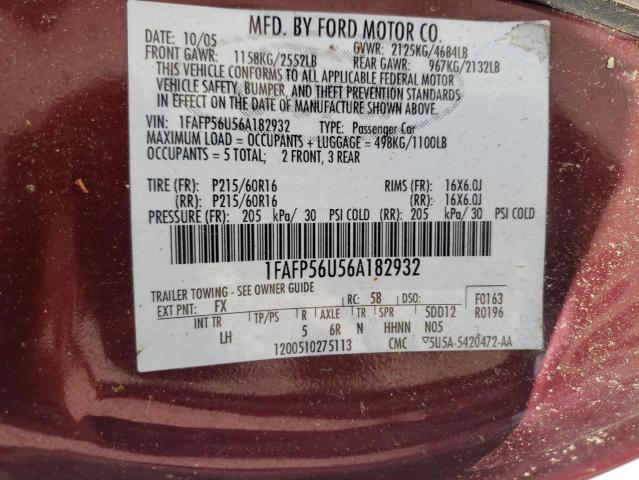 MFD. BY FORD MOTOR CO.
DATE: 10/05 GVWR: 2125KG/4684LB
FRONT GAWR: 1158KG/2552LB REAR GAWR: 967KG/2132LB
THIS VEHICLE CONFORMS TO ALL APPLICABLE FEDERAL MOTOR
VEHICLE SAFETY, BUMPER, AND THEFT PREVENTION STANDARDS
IN EFFECT ON THE DATE OF MANUFACTURE SHOWN ABOVE.
VIN: 1FAFP56U56A182932 TYPE: Passenger Car
MAXIMUM LOAD = OCCUPANTS + LUGGAGE = 498KG/1100LB
OCCUPANTS = 5 TOTAL; 2 FRONT, 3 REAR
TIRE (FR): P215/60R16 RIMS (FR): 16X6.0J
(RR): P215/60R16 (RR): 16X6.0J
PRESSURE (FR): 205 kPa/ 30 PSI COLD (RR): 205 kPa/ 30 PSI COLD
1FAFP56U56A182932
TRAILER TOWING - SEE OWNER GUIDE
EXT PNT: FX RC: 58 DSO: F0163
INT TR TP/PS R AXLE TR SPR 5DD12 R0196
LH 5 6R N HHNN N05
1200510275113 CMC ▽5U5A-5420472-AA